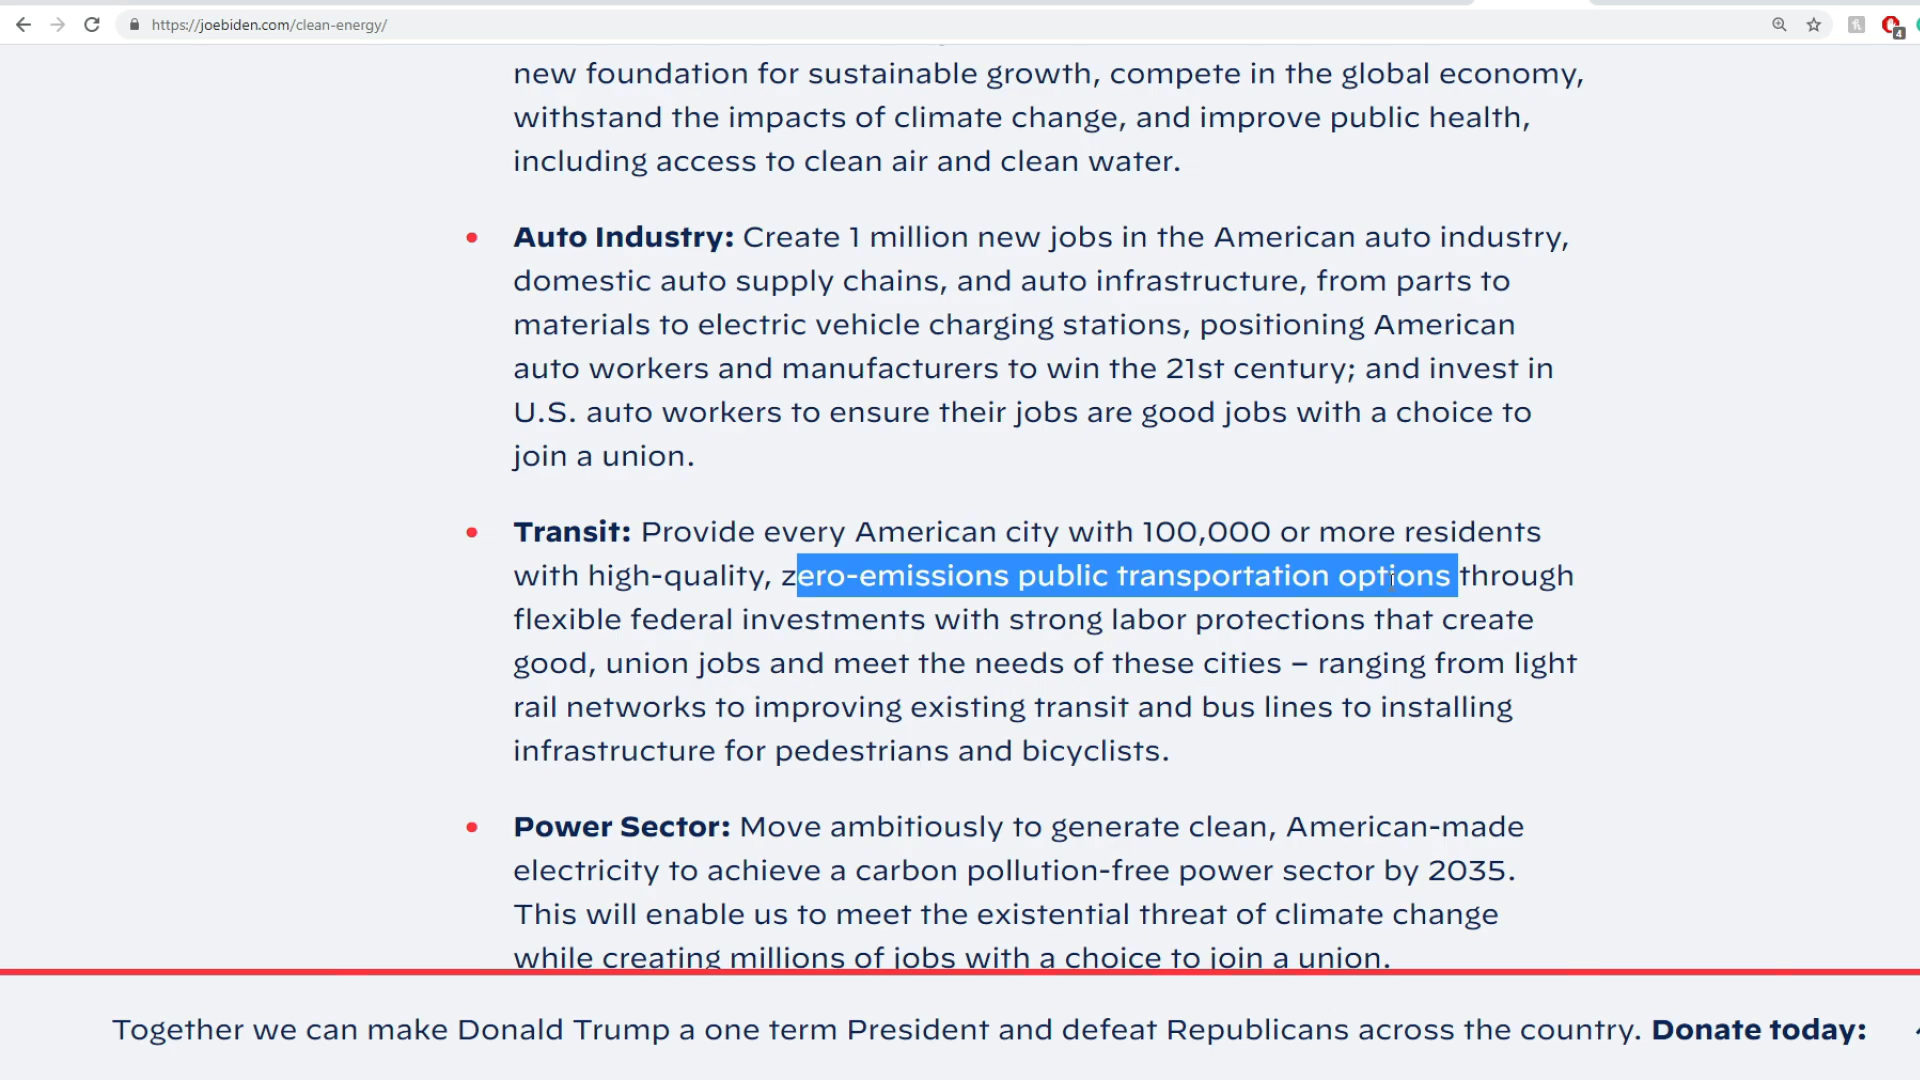 https://joebiden.com/clean-energy/
4
new foundation for sustainable growth, compete in the global economy,
withstand the impacts of climate change, and improve public health,
including access to clean air and clean water.
Auto Industry: Create 1 million new jobs in the American auto industry,
domestic auto supply chains, and auto infrastructure, from parts to
materials to electric vehicle charging stations, positioning American
auto workers and manufacturers to win the 21st century; and invest in
U.S. auto workers to ensure their jobs are good jobs with a choice to
join a union.
Transit: Provide every American city with 100,000 or more residents
with high-quality, zero-emissions public transportation options through
flexible federal investments with strong labor protections that create
good, union jobs and meet the needs of these cities – ranging from light
rail networks to improving existing transit and bus lines to installing
infrastructure for pedestrians and bicyclists.
Power Sector: Move ambitiously to generate clean, American-made
electricity to achieve a carbon pollution-free power sector by 2035.
This will enable us to meet the existential threat of climate change
while creating millions of jobs with a choice to join a union.
Together we can make Donald Trump a one term President and defeat Republicans across the country. Donate today: